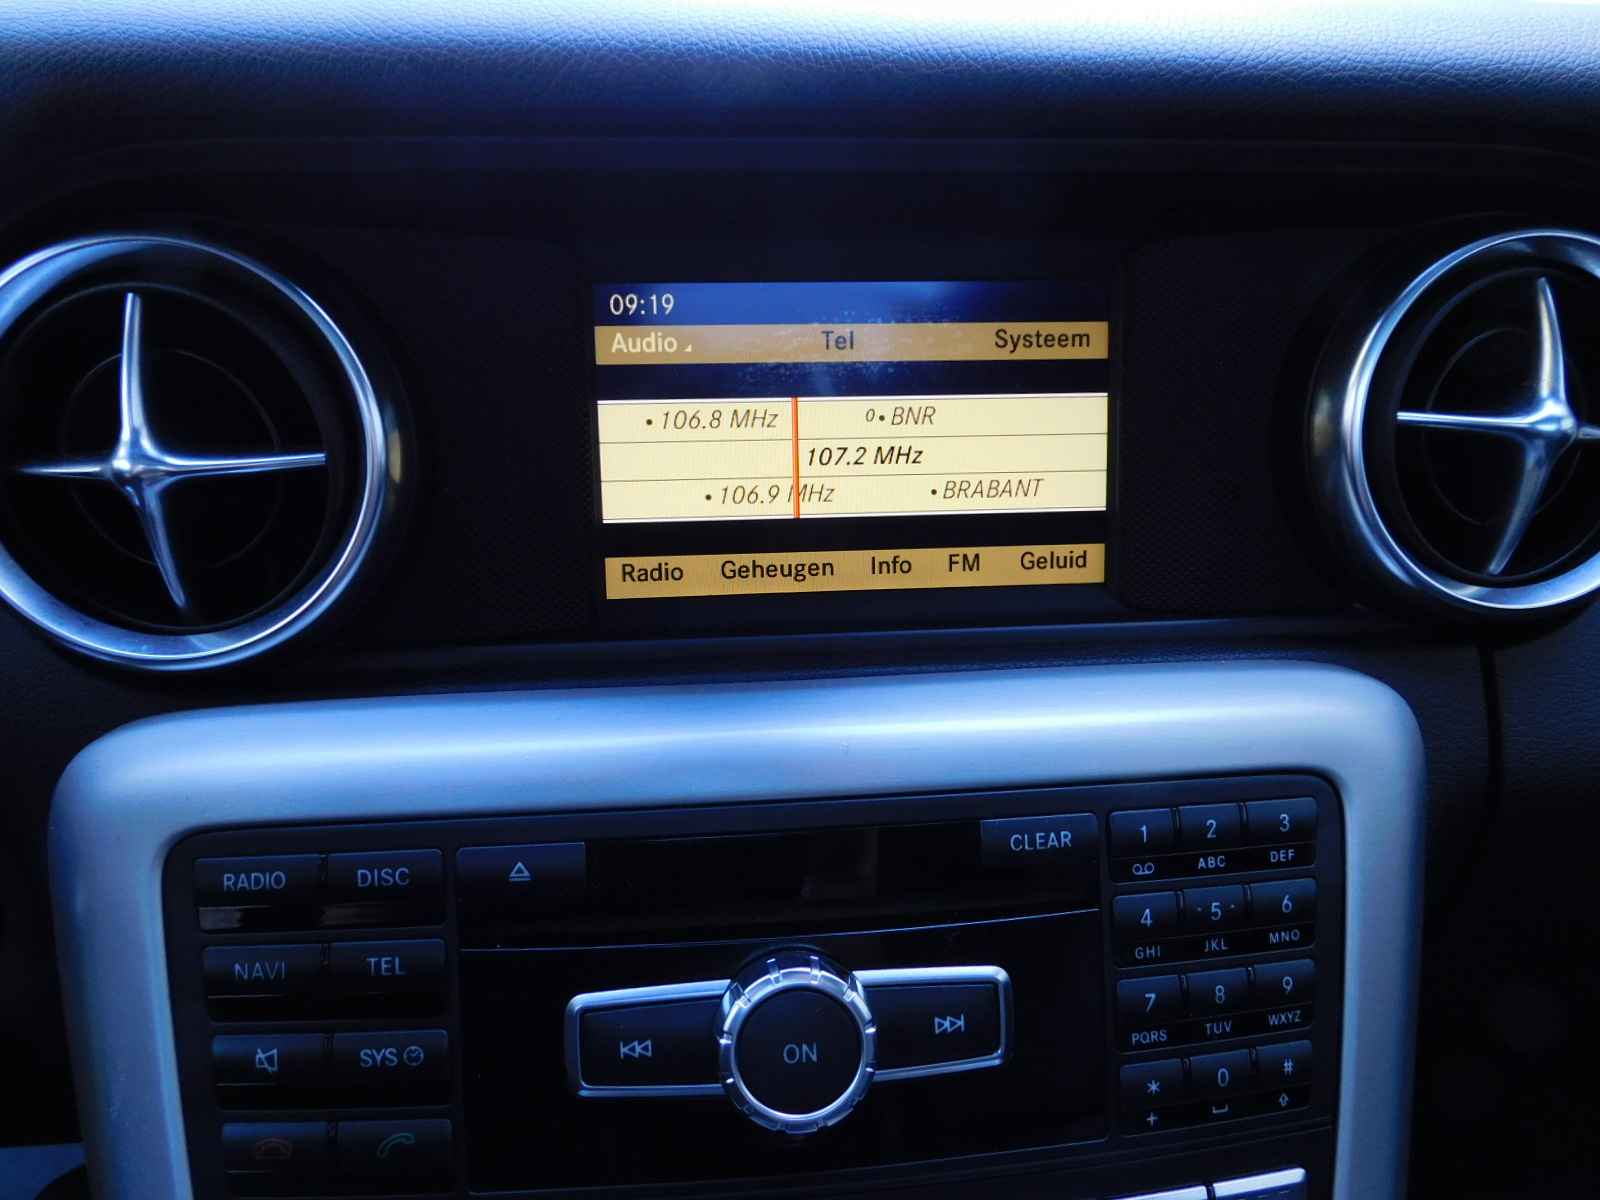 09:19
Audio Tel Systeem
• 106.8 MHz 0 • BNR
107.2 MHz
• 106.9 MHz • BRABANT
Radio Geheugen Info FM Geluid
RADIO DISC CLEAR 1 2 3
ABC DEF
NAVI TEL 4 5 6
GHI JKL MNO
7 8 9
PQRS TUV WXYZ
SYS ON * 0 #
+